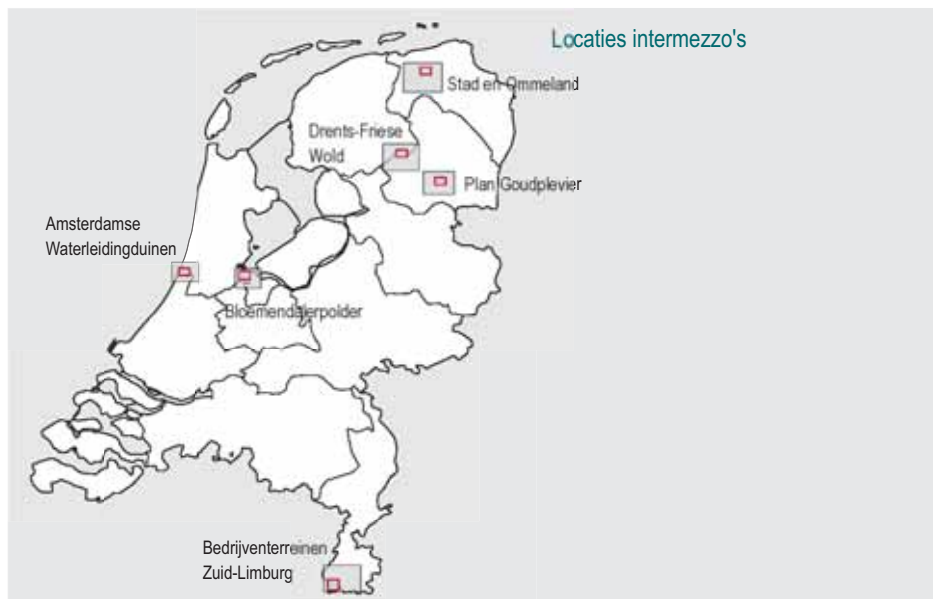 Locaties intermezzo's
Stad en Ommeland
Drents-Friese
Wold
Plan Goudplevier
Amsterdamse
Waterleidingduinen
Bloemendalerpolder
Bedrijventerreinen
Zuid-Limburg